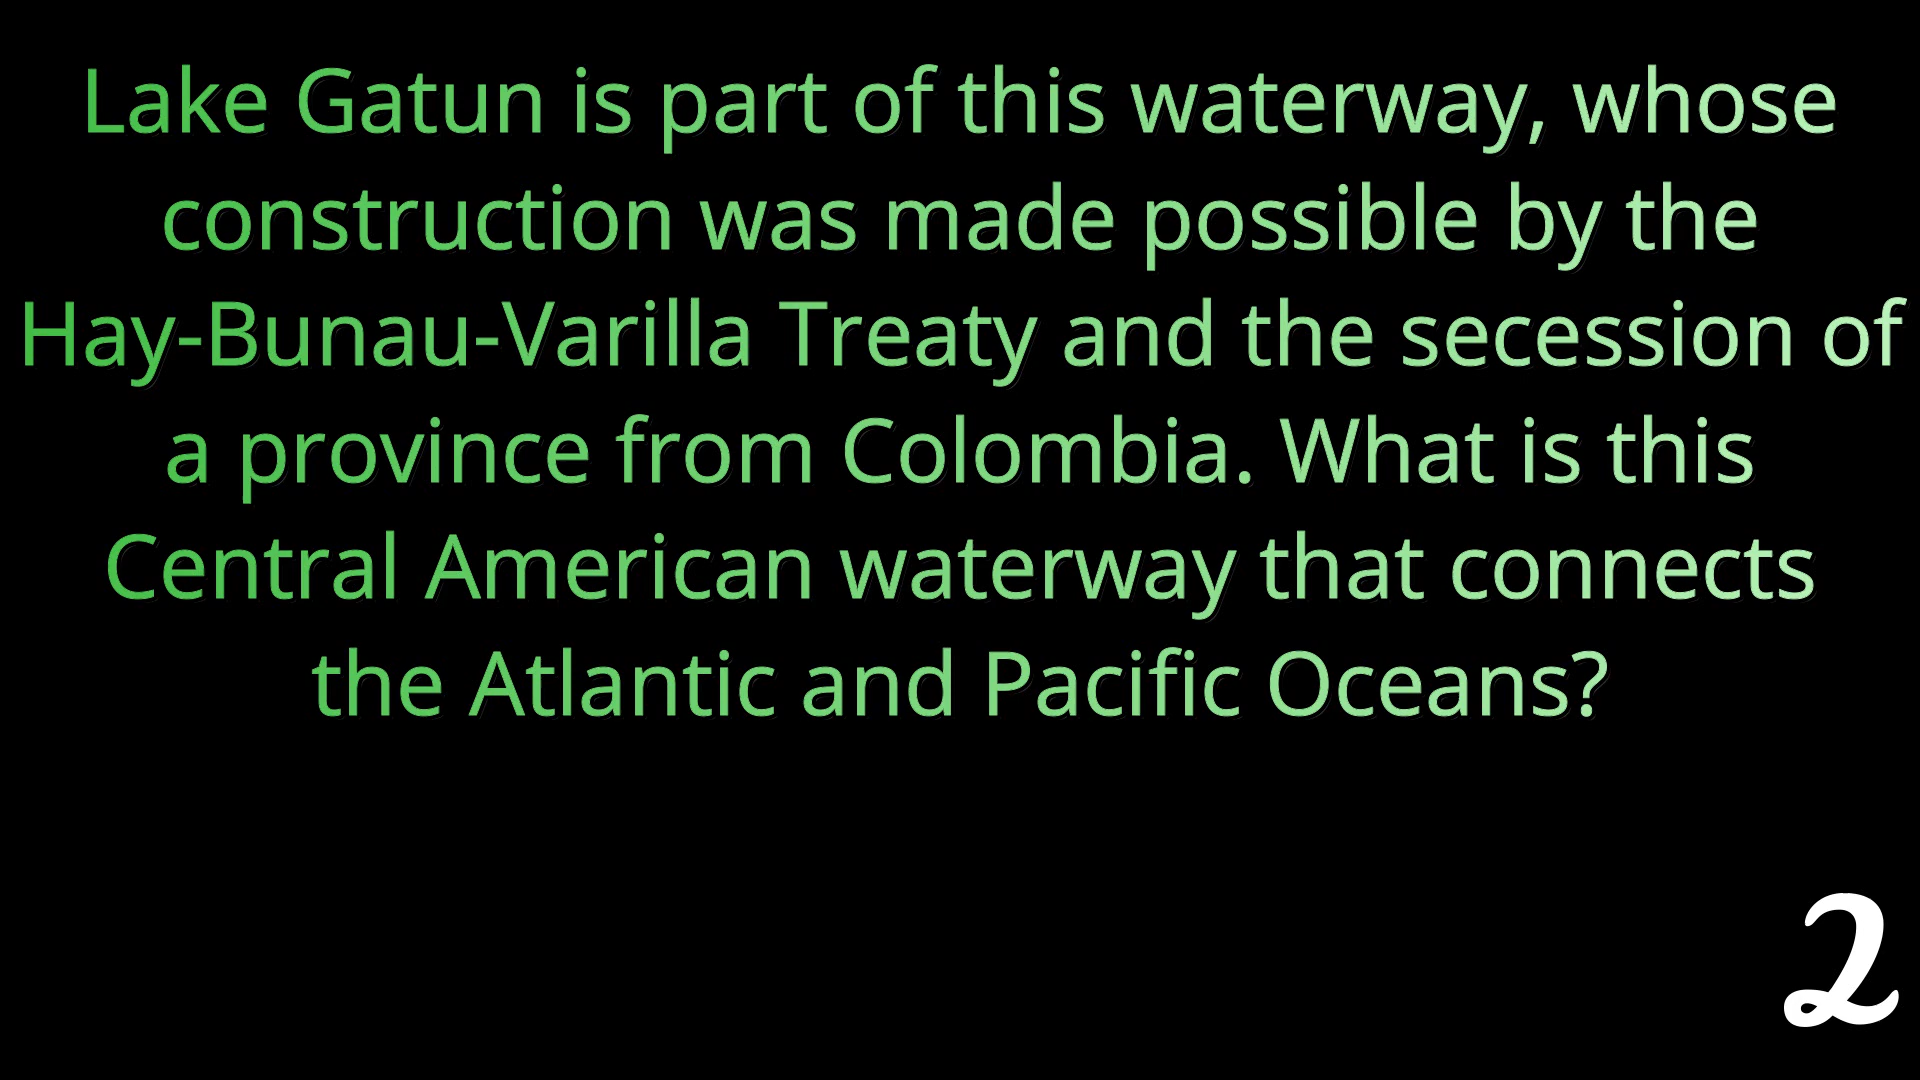 Lake Gatun is part of this waterway, whose
construction was made possible by the
Hay-Bunau-Varilla Treaty and the secession of
a province from Colombia. What is this
Central American waterway that connects
the Atlantic and Pacific Oceans?
2